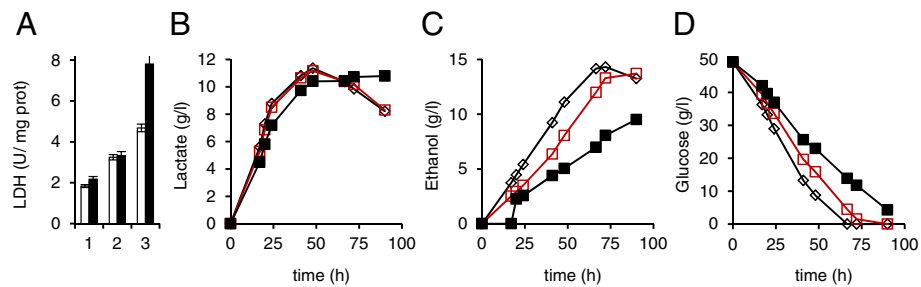 A
LDH (U/ mg prot)
8
6
4
2
0
1 2 3
B
Lactate (g/l)
14
12
10
8
6
4
2
0
0 25 50 75 100
time (h)
C
Ethanol (g/l)
15
10
5
0
0 25 50 75 100
time (h)
D
Glucose (g/l)
50
40
30
20
10
0
0 25 50 75 100
time (h)